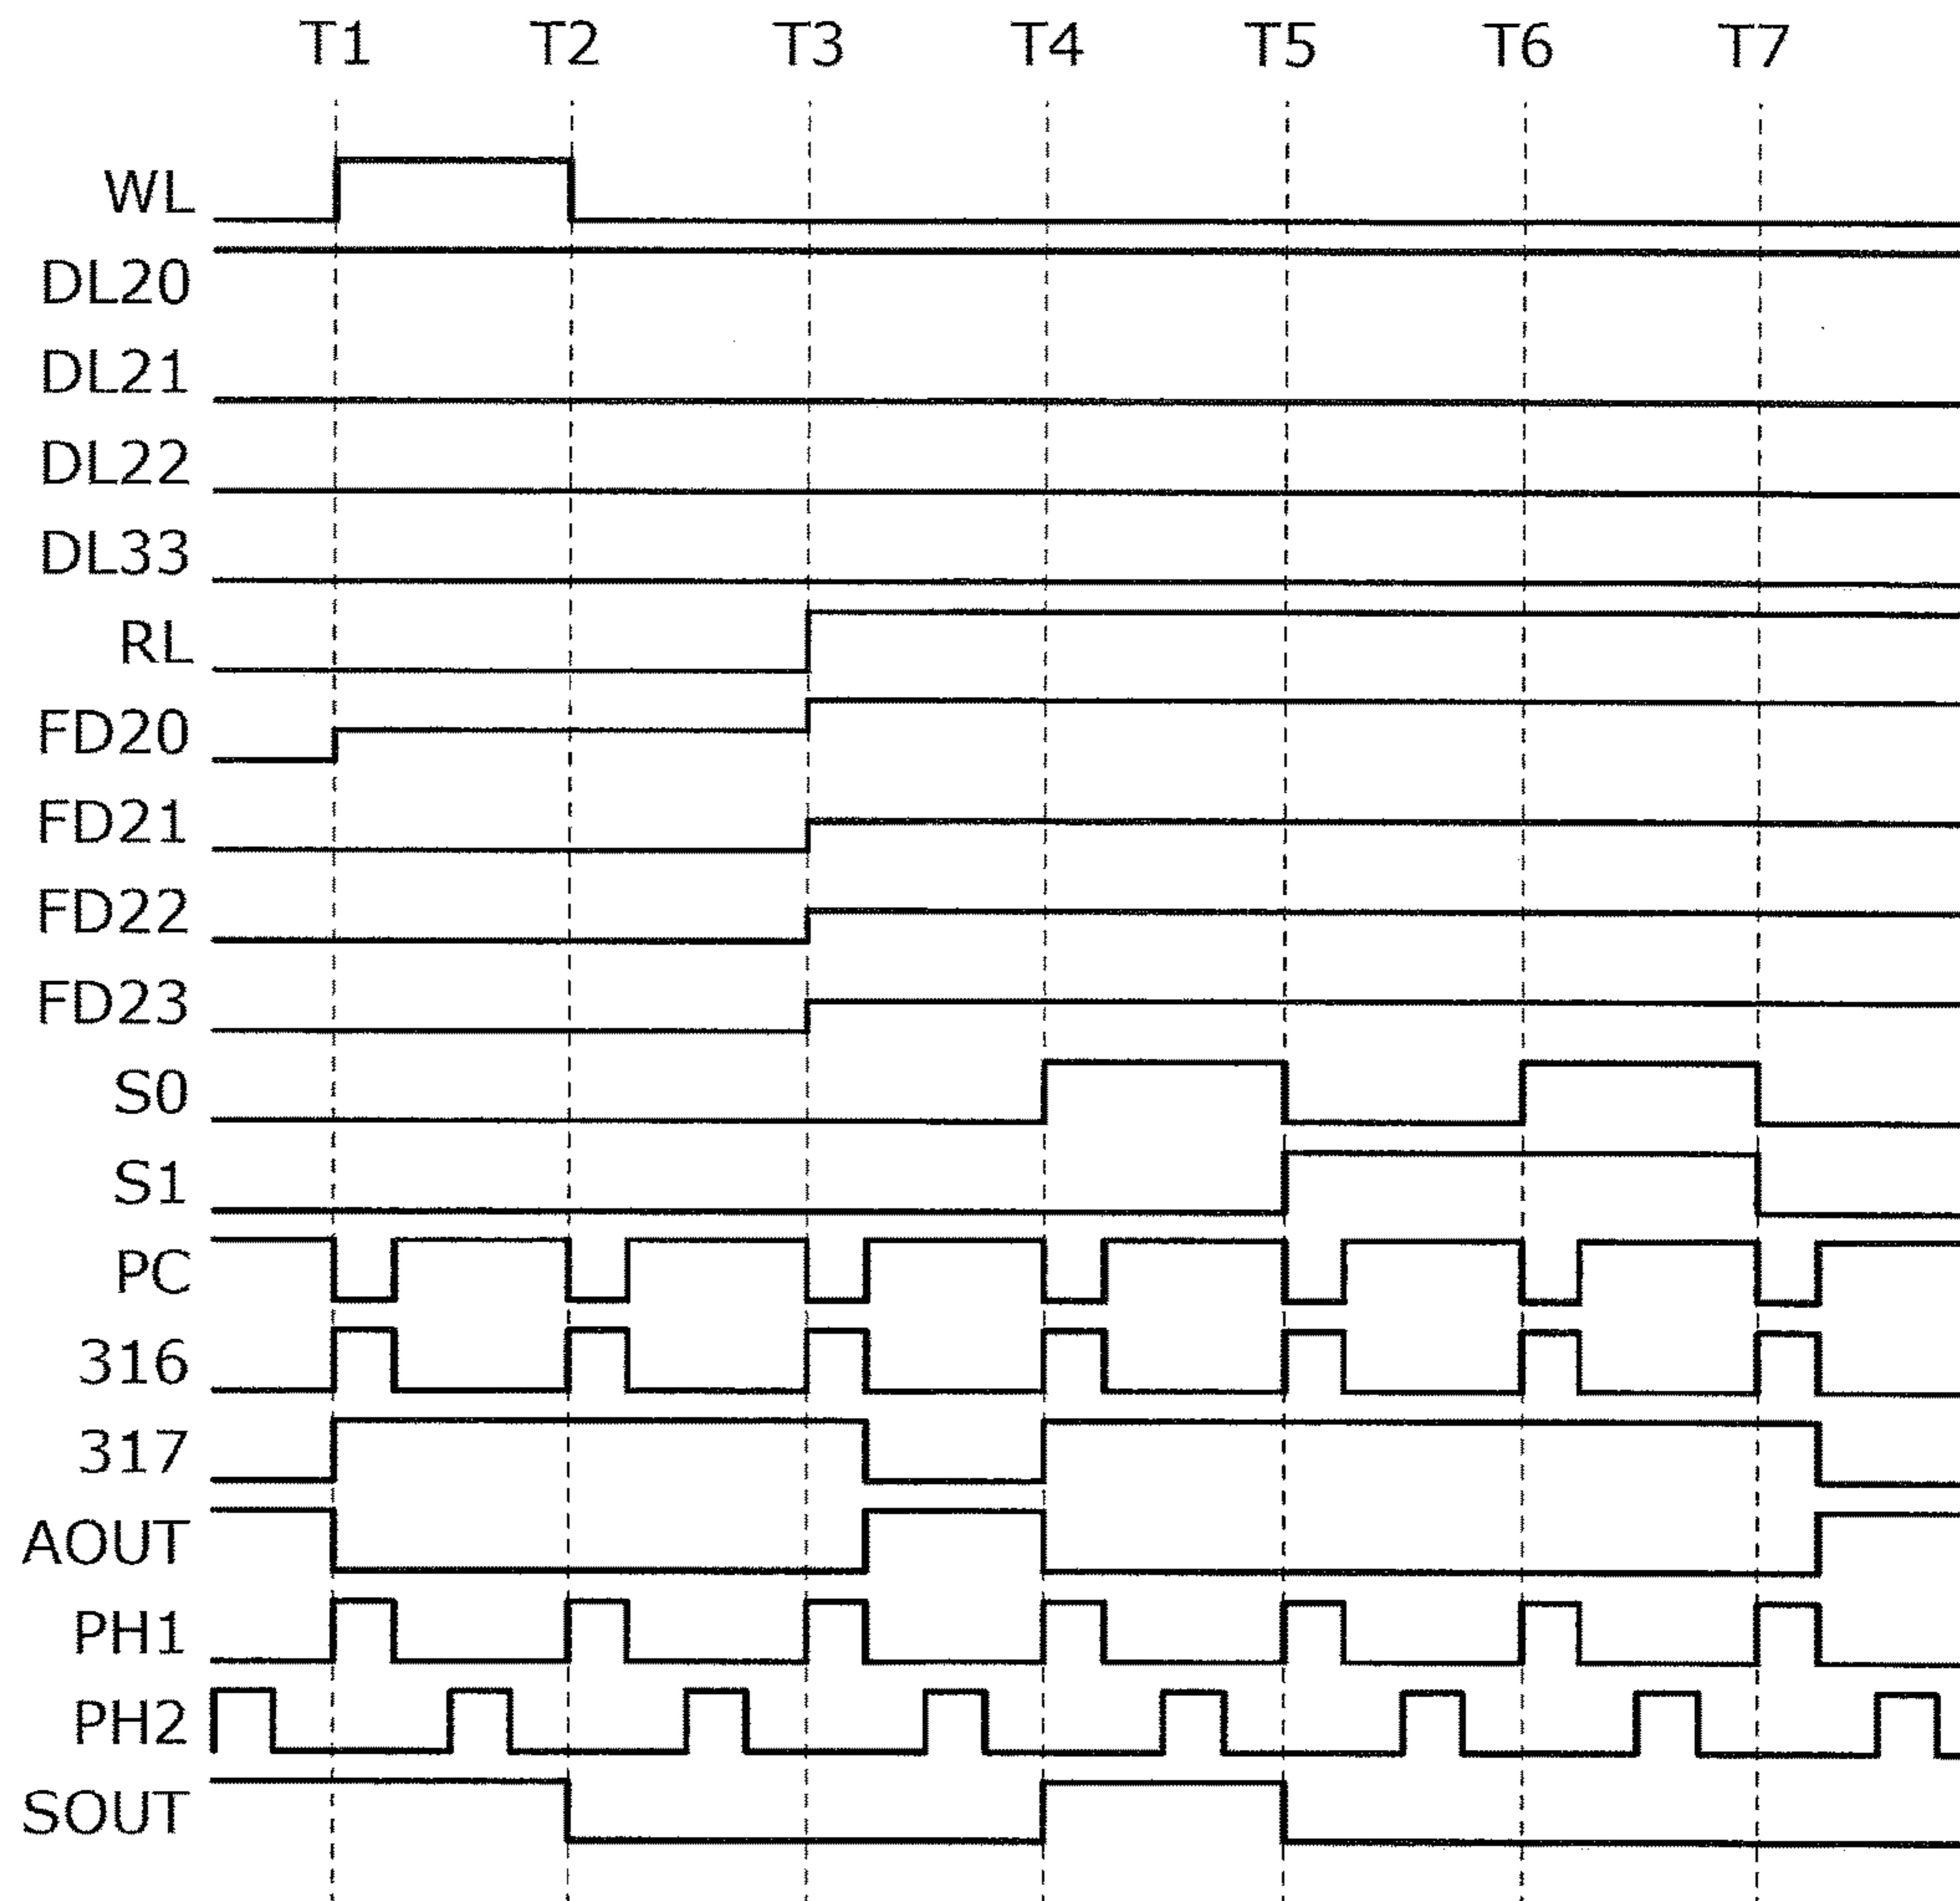 T1 T2 T3 T4 T5 T6 T7
WL
DL20
DL21
DL22
DL33
RL
FD20
FD21
FD22
FD23
S0
S1
PC
316
317
AOUT
PH1
PH2
SOUT